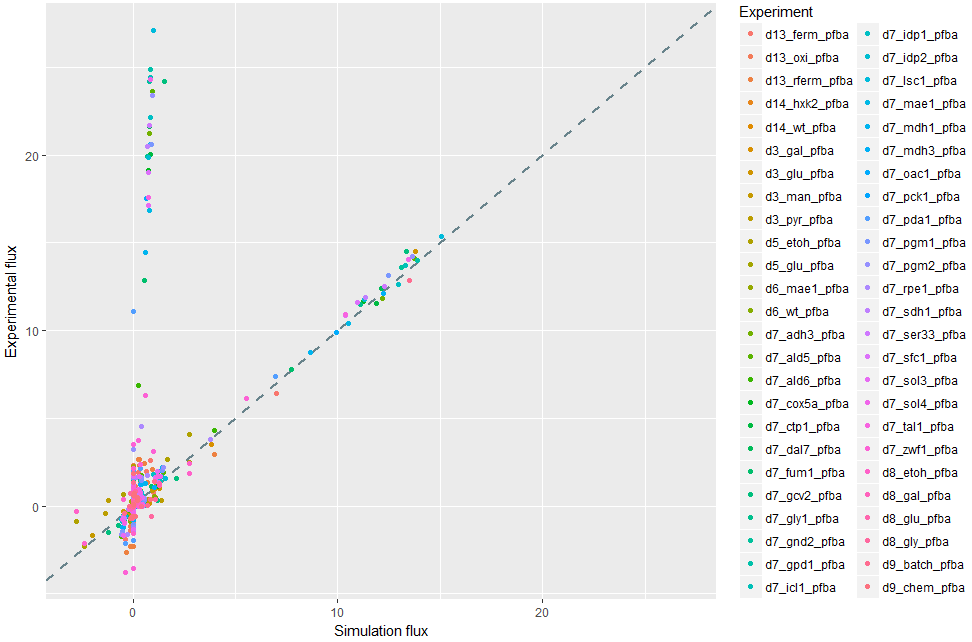 Experiment
d13_ferm_pfba
d13_oxi_pfba
d13_rferm_pfba
d14_hxk2_pfba
d14_wt_pfba
d3_gal_pfba
d3_glu_pfba
d3_man_pfba
d3_pyr_pfba
d5_etoh_pfba
d5_glu_pfba
d6_mae1_pfba
d6_wt_pfba
d7_adh3_pfba
d7_ald5_pfba
d7_ald6_pfba
d7_cox5a_pfba
d7_ctp1_pfba
d7_dal7_pfba
d7_fum1_pfba
d7_gcv2_pfba
d7_gly1_pfba
d7_gnd2_pfba
d7_gpd1_pfba
d7_icl1_pfba
d7_idp1_pfba
d7_idp2_pfba
d7_lsc1_pfba
d7_mae1_pfba
d7_mdh1_pfba
d7_mdh3_pfba
d7_oac1_pfba
d7_pck1_pfba
d7_pda1_pfba
d7_pgm1_pfba
d7_pgm2_pfba
d7_rpe1_pfba
d7_sdh1_pfba
d7_ser33_pfba
d7_sfc1_pfba
d7_sol3_pfba
d7_sol4_pfba
d7_tal1_pfba
d7_zwf1_pfba
d8_etoh_pfba
d8_gal_pfba
d8_glu_pfba
d8_gly_pfba
d9_batch_pfba
d9_chem_pfba
Experimental flux
20
10
0
0
10
20
Simulation flux